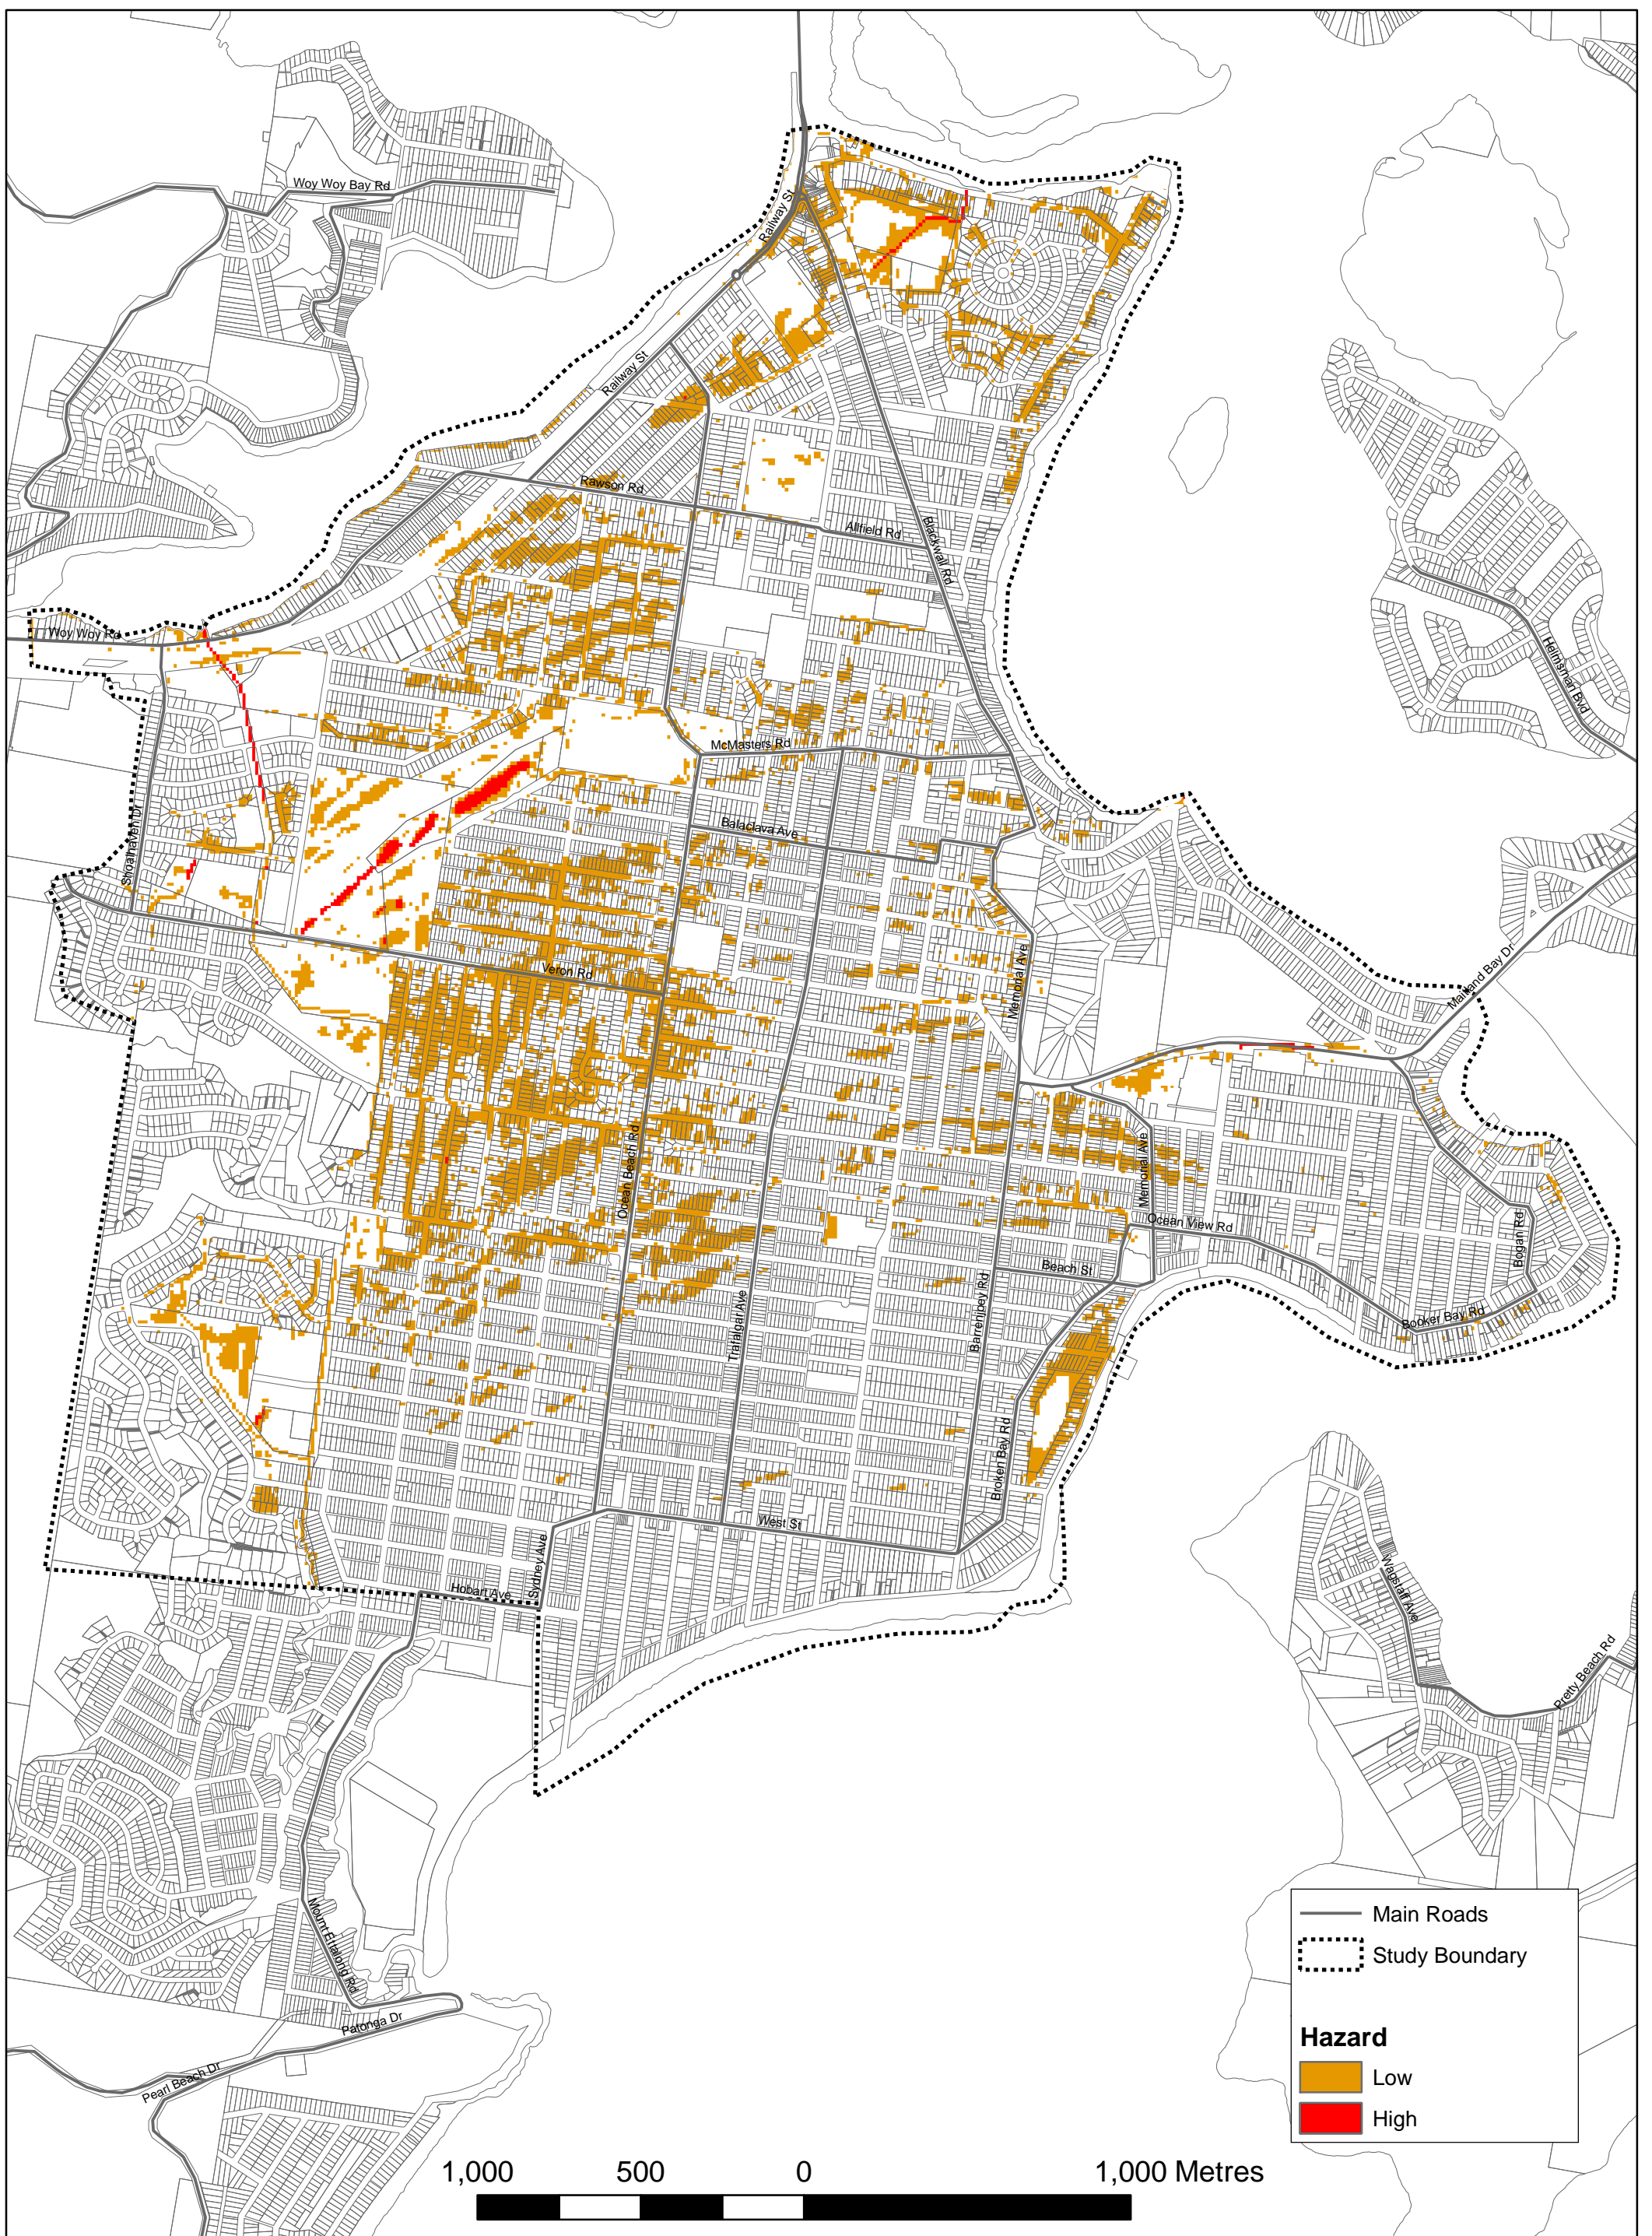 Woy Woy Bay Rd
Railway St
Railway St
Rawson Rd
Allfield Rd
Blackwall Rd
Woy Woy Rd
Helmsman Blvd
McMasters Rd
Balaclava Ave
Shoalhaven Dr
Veron Rd
Memorial Ave
Maitland Bay Dr
Ocean Beach Rd
Memorial Ave
Ocean View Rd
Bogan Rd
Beach St
Trafalgar Ave
Barrenjoey Rd
Booker Bay Rd
Broken Bay Rd
West St
Sydney Ave
Hobart Ave
Wagstaff Ave
Pretty Beach Rd
Mount Ettalong Rd
Patonga Dr
Pearl Beach Dr
Main Roads
Study Boundary
Hazard
Low
High
1,000 500 0 1,000 Metres